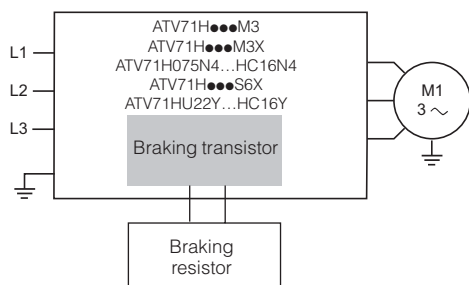 ATV71H●●●M3
ATV71H●●●M3X
ATV71H075N4...HC16N4
ATV71H●●●S6X
ATV71HU22Y...HC16Y
L1
L2
L3
M1
3 ~
Braking transistor
Braking
resistor